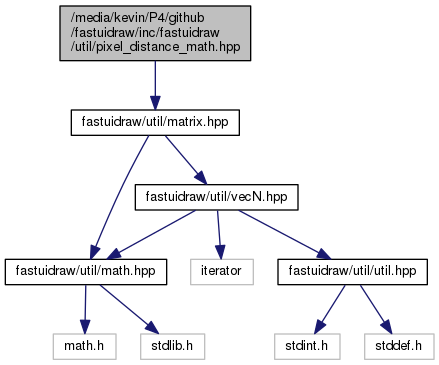 /media/kevin/P4/github
/fastuidraw/inc/fastuidraw
/util/pixel_distance_math.hpp
fastuidraw/util/matrix.hpp
fastuidraw/util/vecN.hpp
fastuidraw/util/math.hpp
iterator
fastuidraw/util/util.hpp
math.h
stdlib.h
stdint.h
stddef.h